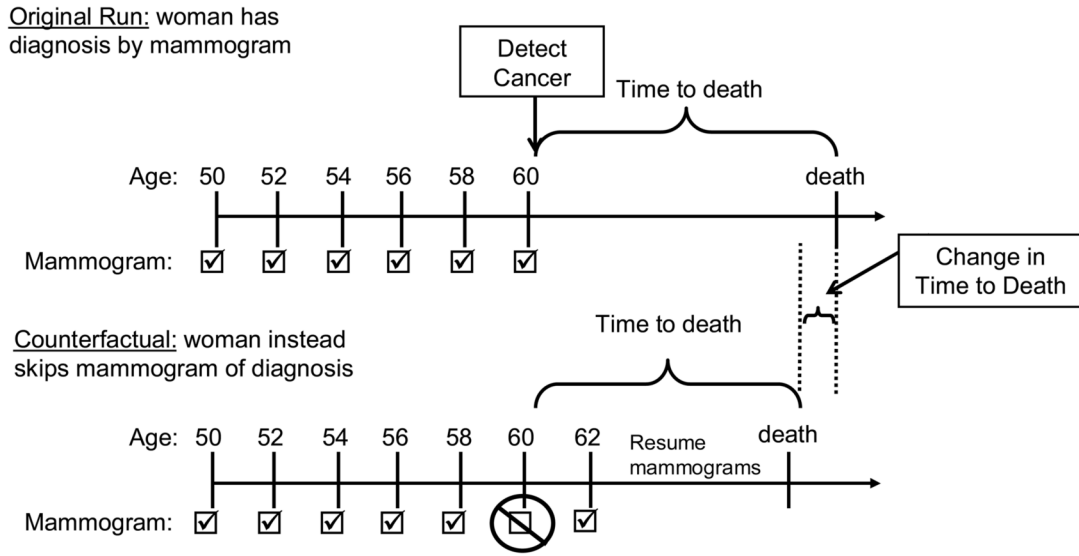 Original Run: woman has
diagnosis by mammogram
Detect
Cancer
Time to death
Age: 50 52 54 56 58 60 death
Mammogram:
Change in
Time to Death
Counterfactual: woman instead
skips mammogram of diagnosis
Time to death
Age: 50 52 54 56 58 60 62 Resume
mammograms
death
Mammogram: